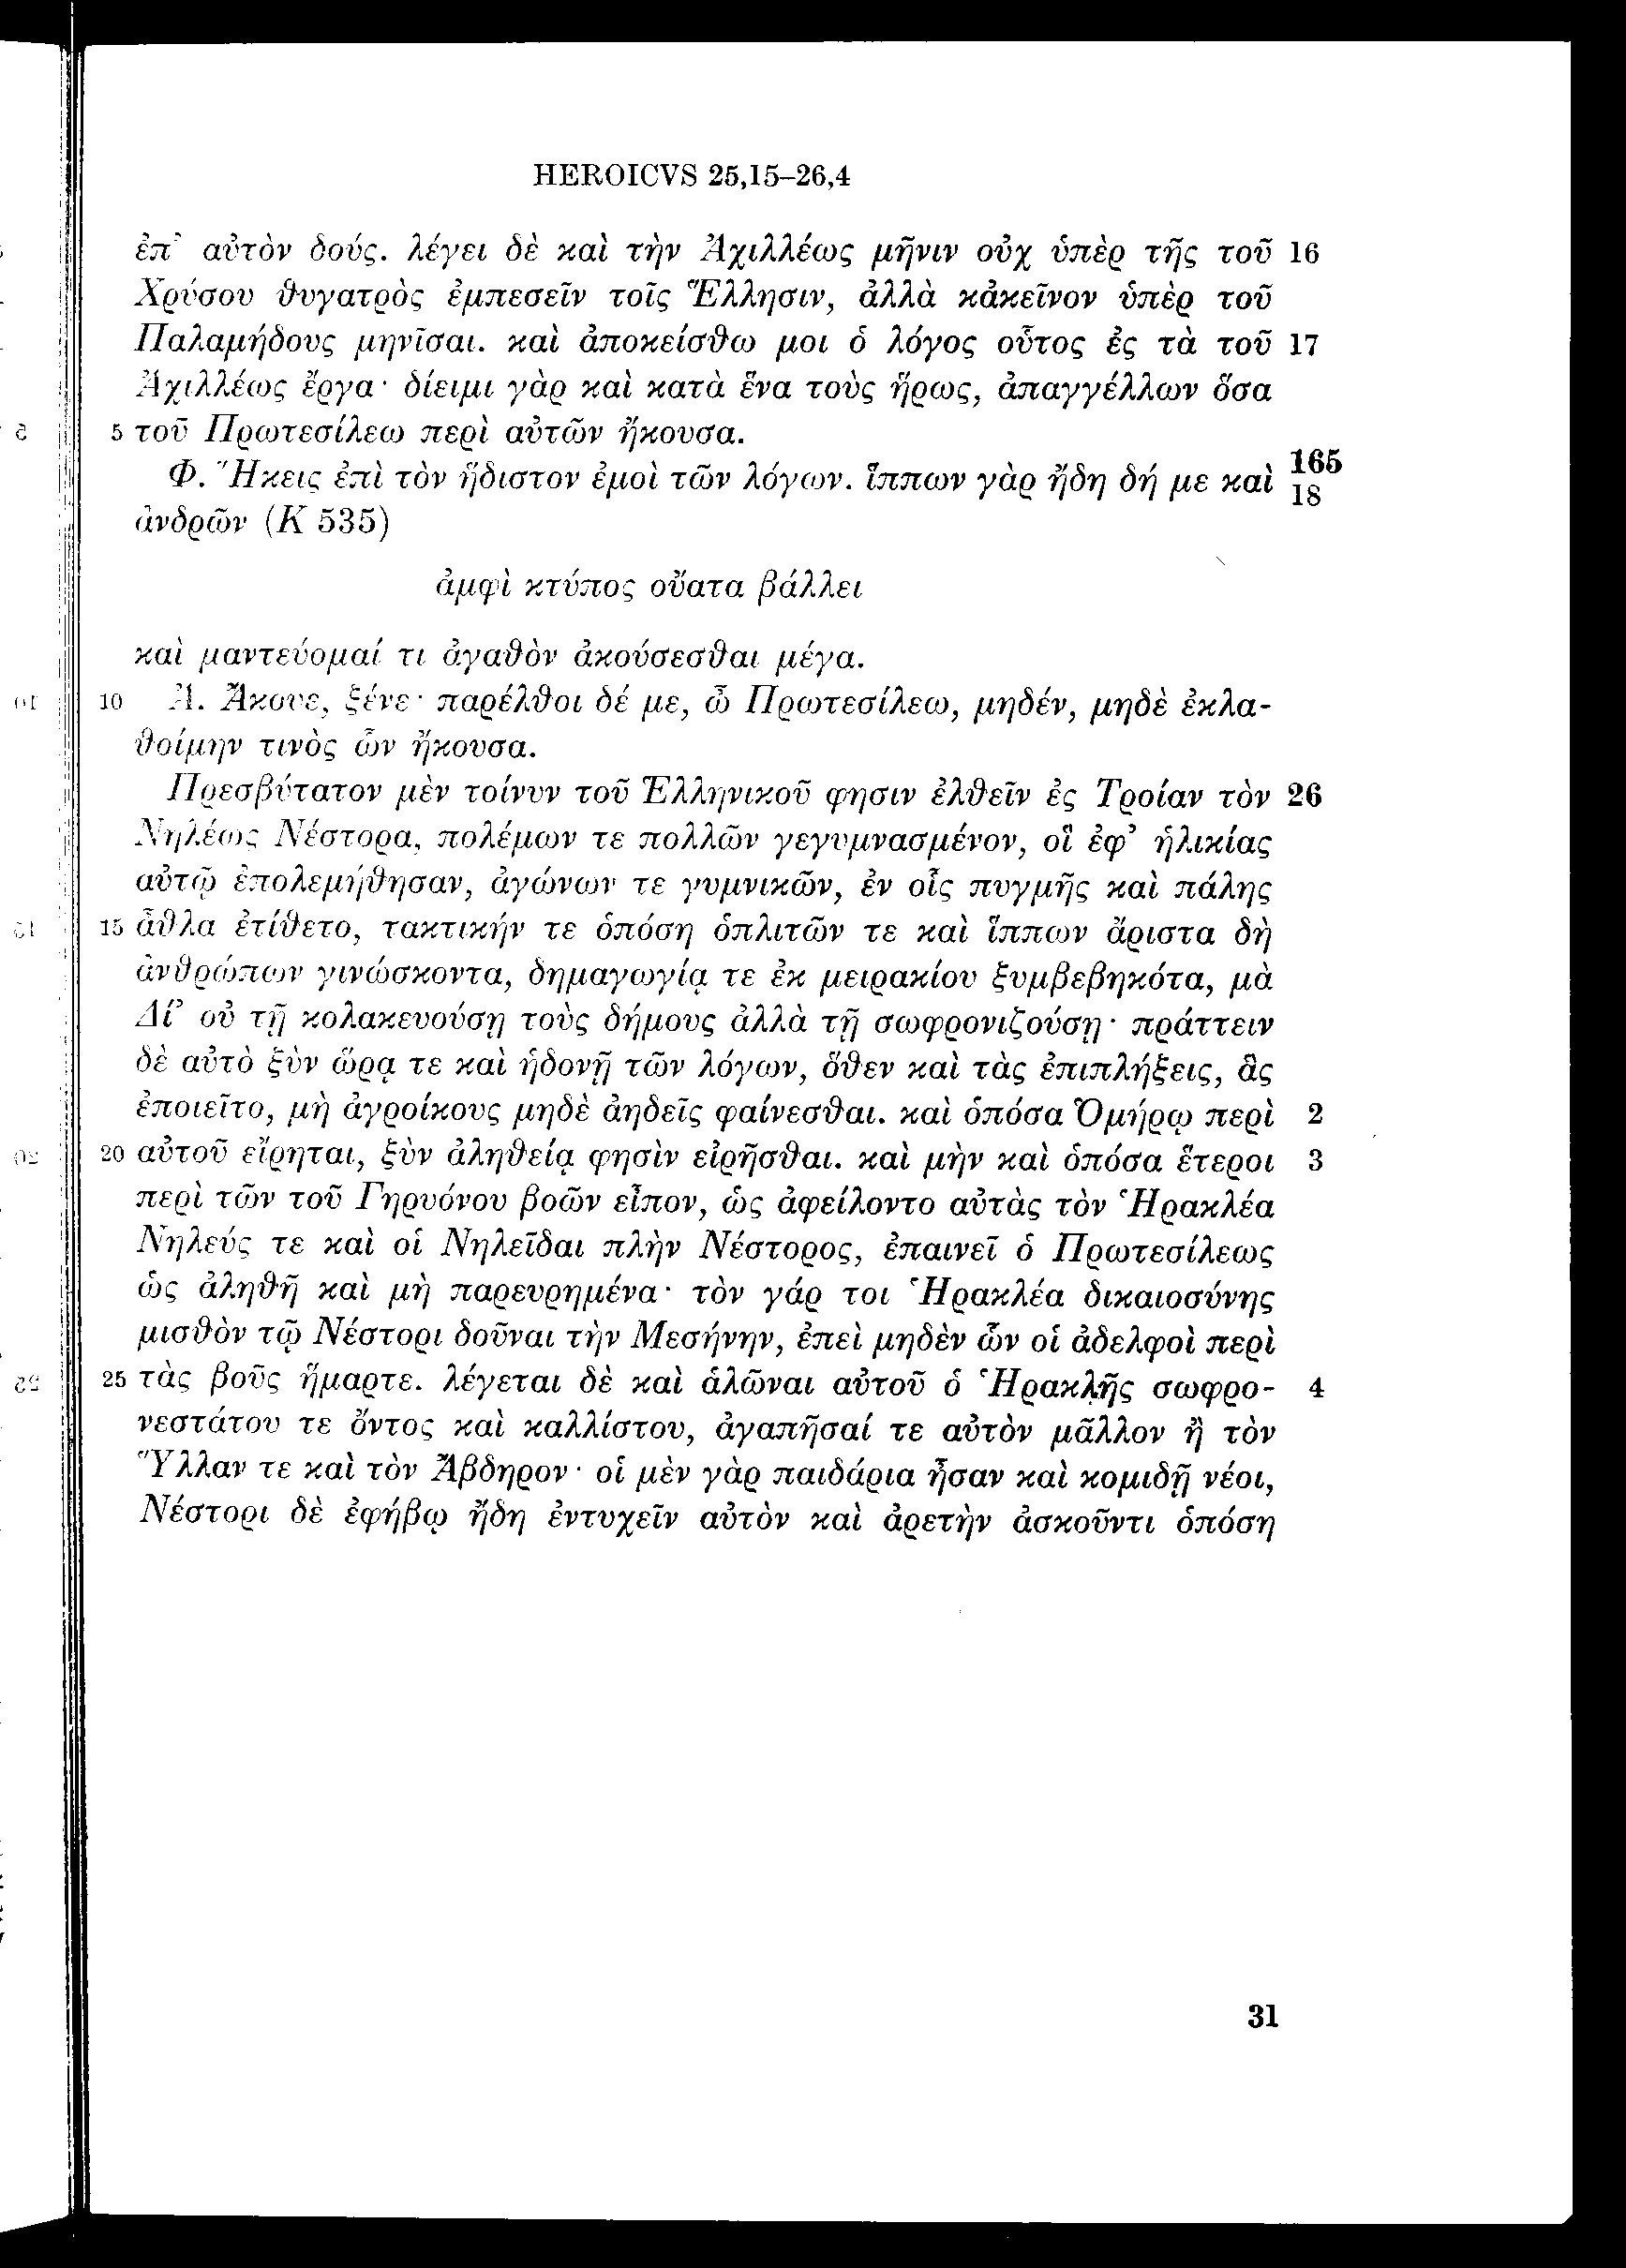 HEROICVS 25,15–26,4
ἐπ᾽ αὐτὸν δούς. λέγει δὲ καὶ τὴν Ἀχιλλέως μῆνιν οὐχ ὑπὲρ τῆς τοῦ 16
Χρύσου θυγατρὸς ἐμπεσεῖν τοῖς Ἕλλησιν, ἀλλὰ κἀκεῖνον ὑπὲρ τοῦ
Παλαμήδους μηνῖσαι. καὶ ἀποκείσθω μοι ὁ λόγος οὗτος ἐς τὰ τοῦ 17
Ἀχιλλέως ἔργα· δίειμι γὰρ καὶ κατὰ ἕνα τοὺς ἥρως, ἀπαγγέλλων ὅσα
5 τοῦ Πρωτεσίλεω περὶ αὐτῶν ἤκουσα.
Φ. Ἥκεις ἐπὶ τὸν ἥδιστον ἐμοὶ τῶν λόγων. ἵππων γὰρ ἤδη δή με καὶ 165 18
ἀνδρῶν (Κ 535)
ἀμφὶ κτύπος οὔατα βάλλει
καὶ μαντεύομαί τι ἀγαθὸν ἀκούσεσθαι μέγα.
10 Ἀ. Ἄκουε, ξένε· παρέλθοι δέ με, ὦ Πρωτεσίλεω, μηδέν, μηδὲ ἐκλα-
θοίμην τινὸς ὧν ἤκουσα.
Πρεσβύτατον μὲν τοίνυν τοῦ Ἑλληνικοῦ φησιν ἐλθεῖν ἐς Τροίαν τὸν 26
Νηλέως Νέστορα, πολέμων τε πολλῶν γεγυμνασμένον, οἳ ἐφ᾽ ἡλικίας
αὐτῷ ἐπολεμήθησαν, ἀγώνων τε γυμνικῶν, ἐν οἷς πυγμῆς καὶ πάλης
15 ἆθλα ἐτίθετο, τακτικήν τε ὁπόση ὁπλιτῶν τε καὶ ἵππων ἄριστα δὴ
ἀνθρώπων γινώσκοντα, δημαγωγίᾳ τε ἐκ μειρακίου ξυμβεβηκότα, μὰ
Δί᾽ οὐ τῇ κολακευούσῃ τοὺς δήμους ἀλλὰ τῇ σωφρονιζούσῃ· πράττειν
δὲ αὐτὸ ξὺν ὥρᾳ τε καὶ ἡδονῇ τῶν λόγων, ὅθεν καὶ τὰς ἐπιπλήξεις, ἃς
ἐποιεῖτο, μὴ ἀγροίκους μηδὲ ἀηδεῖς φαίνεσθαι. καὶ ὁπόσα Ὁμήρῳ περὶ 2
20 αὐτοῦ εἴρηται, ξὺν ἀληθείᾳ φησὶν εἰρῆσθαι. καὶ μὴν καὶ ὁπόσα ἕτεροι 3
περὶ τῶν τοῦ Γηρυόνου βοῶν εἶπον, ὡς ἀφείλοντο αὐτὰς τὸν Ἡρακλέα
Νηλεύς τε καὶ οἱ Νηλεῖδαι πλὴν Νέστορος, ἐπαινεῖ ὁ Πρωτεσίλεως
ὡς ἀληθῆ καὶ μὴ παρευρημένα· τὸν γάρ τοι Ἡρακλέα δικαιοσύνης
μισθὸν τῷ Νέστορι δοῦναι τὴν Μεσήνην, ἐπεὶ μηδὲν ὧν οἱ ἀδελφοὶ περὶ
25 τὰς βοῦς ἥμαρτε. λέγεται δὲ καὶ ἁλῶναι αὐτοῦ ὁ Ἡρακλῆς σωφρο- 4
νεστάτου τε ὄντος καὶ καλλίστου, ἀγαπῆσαί τε αὐτὸν μᾶλλον ἢ τὸν
Ὕλλαν τε καὶ τὸν Ἄβδηρον· οἱ μὲν γὰρ παιδάρια ἦσαν καὶ κομιδῇ νέοι,
Νέστορι δὲ ἐφήβῳ ἤδη ἐντυχεῖν αὐτὸν καὶ ἀρετὴν ἀσκοῦντι ὁπόση
31